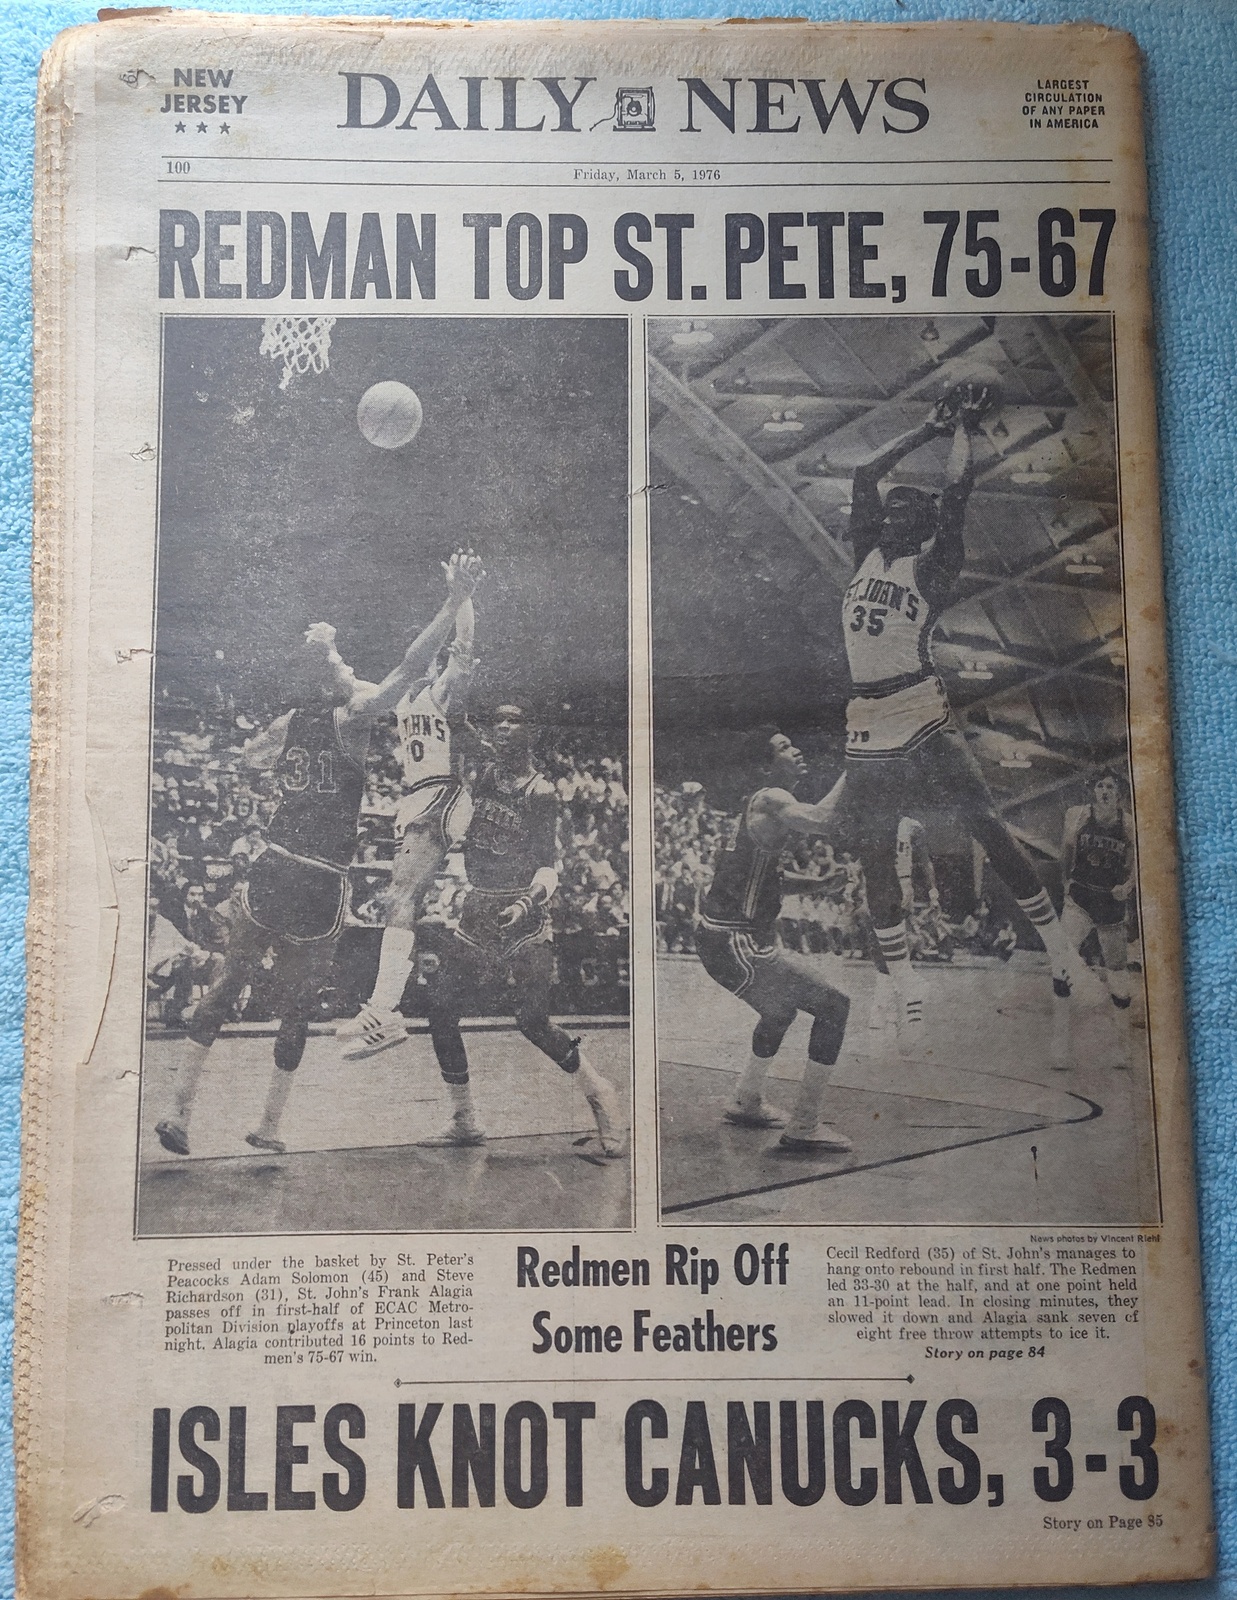 NEW
JERSEY
★ ★ ★
DAILY NEWS
LARGEST
CIRCULATION
OF ANY PAPER
IN AMERICA
100
Friday, March 5, 1976
REDMAN TOP ST. PETE, 75-67
31
JOHN'S
0
ST. JOHN'S
35
News photos by Vincent Riehl
Pressed under the basket by St. Peter's
Peacocks Adam Solomon (45) and Steve
Richardson (31), St. John's Frank Alagia
passes off in first-half of ECAC Metro-
politan Division playoffs at Princeton last
night. Alagia contributed 16 points to Red-
men's 75-67 win.
Redmen Rip Off
Some Feathers
Cecil Redford (35) of St. John's manages to
hang onto rebound in first half. The Redmen
led 33-30 at the half, and at one point held
an 11-point lead. In closing minutes, they
slowed it down and Alagia sank seven of
eight free throw attempts to ice it.
Story on page 84
ISLES KNOT CANUCKS, 3-3
Story on Page 85